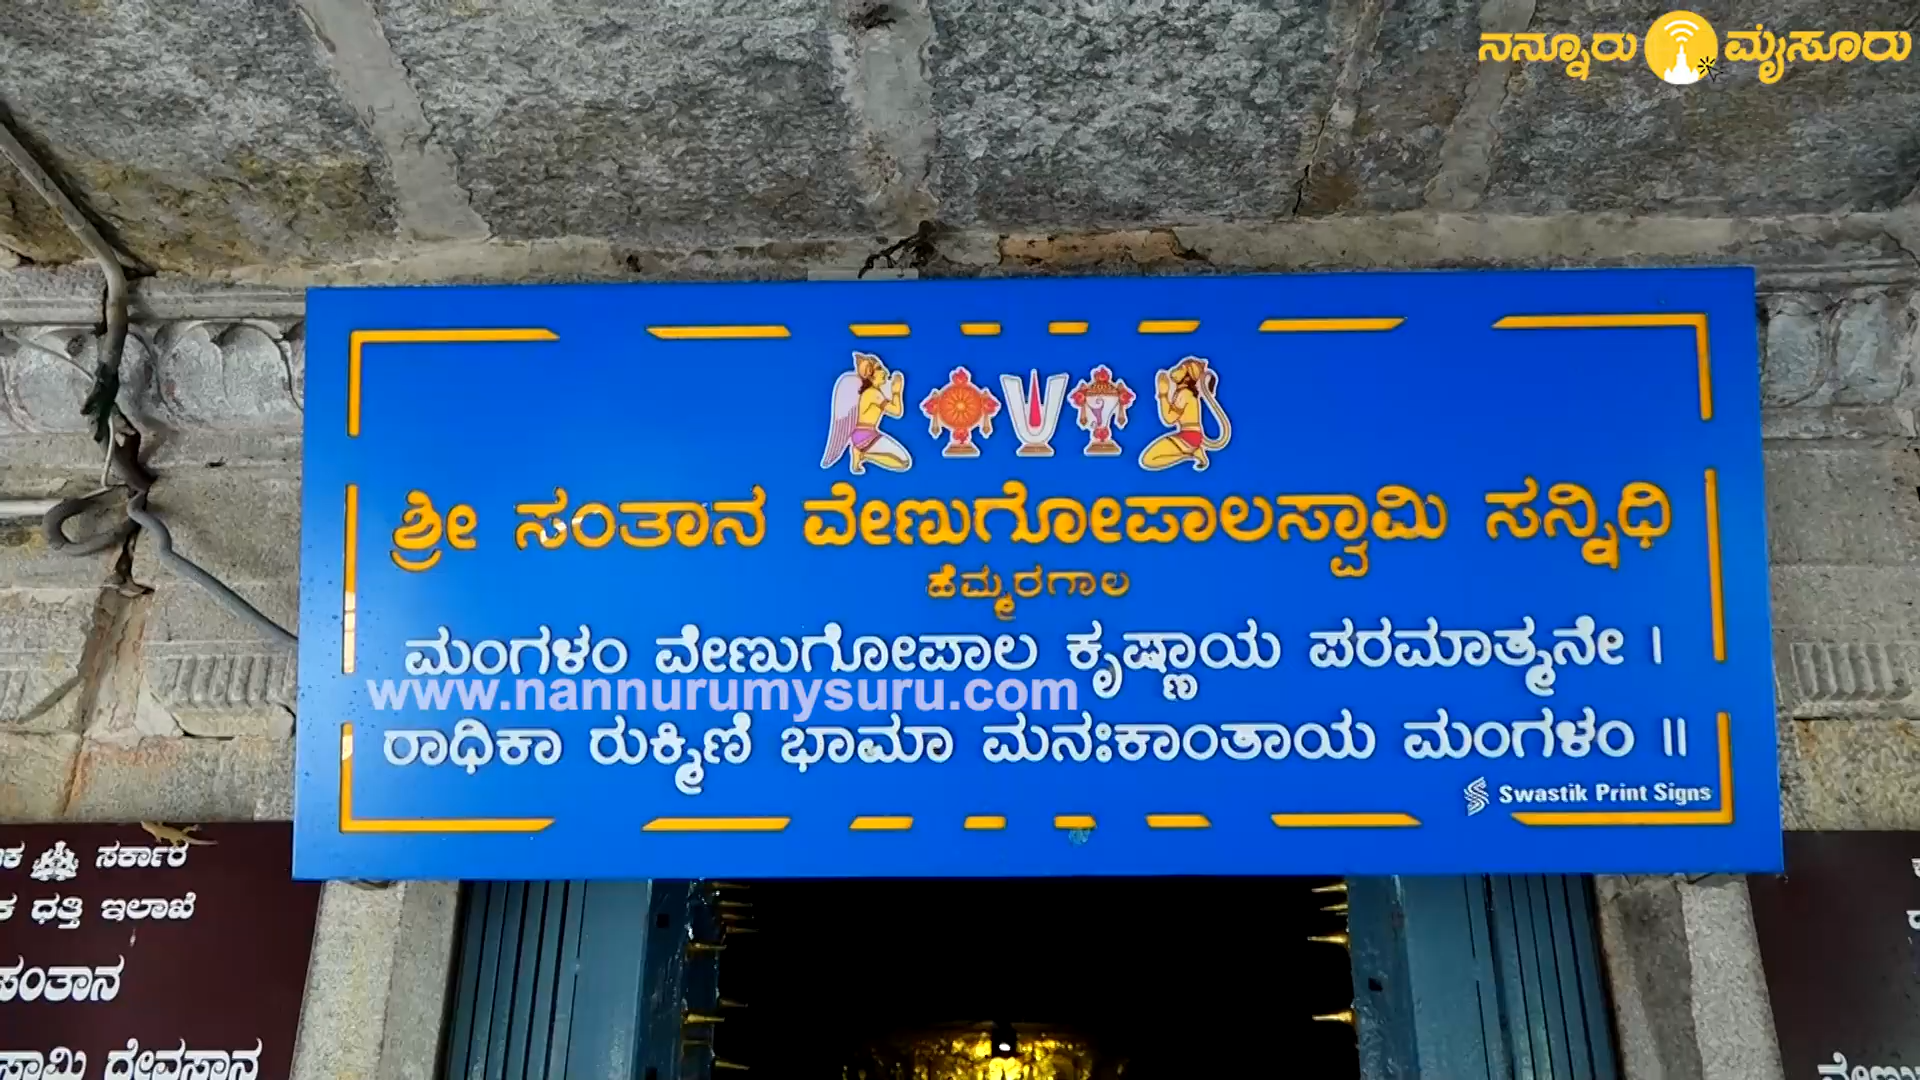 ನನ್ನೂರು ಮೈಸೂರು
ಶ್ರೀ ಸಂತಾನ ವೇಣುಗೋಪಾಲಸ್ವಾಮಿ ಸನ್ನಿಧಿ
ಹೆಮ್ಮರಗಾಲ
ಮಂಗಳಂ ವೇಣುಗೋಪಾಲ ಕೃಷ್ಣಾಯ ಪರಮಾತ್ಮನೇ ।
www.nannurumysuru.com
ರಾಧಿಕಾ ರುಕ್ಮಿಣಿ ಭಾಮಾ ಮನಃಕಾಂತಾಯ ಮಂಗಳಂ ॥
Swastik Print Signs
ಸರ್ಕಾರ
ಧತ್ತಿ ಇಲಾಖೆ
ಸಂತಾನ
ದೇವಸಾನ